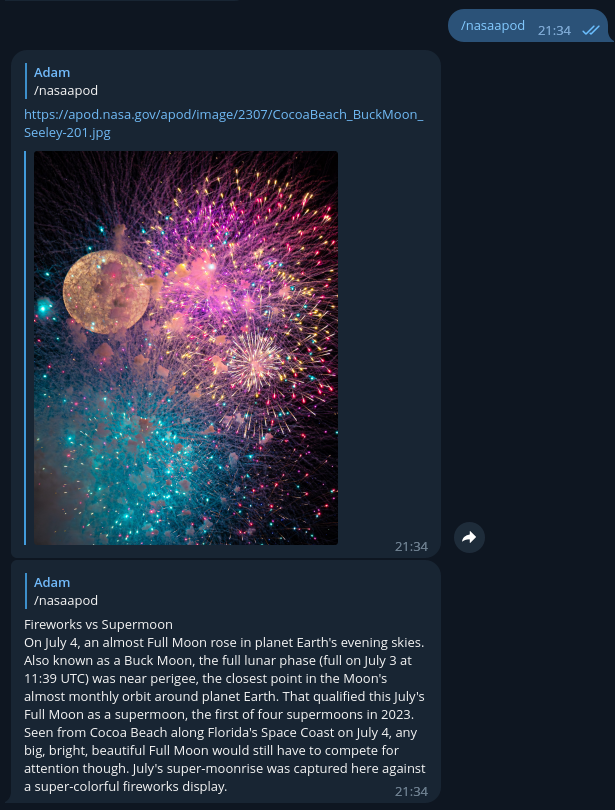 /nasaapod 21:34
Adam
/nasaapod
https://apod.nasa.gov/apod/image/2307/CocoaBeach_BuckMoon_
Seeley-201.jpg
21:34
Adam
/nasaapod
Fireworks vs Supermoon
On July 4, an almost Full Moon rose in planet Earth's evening skies.
Also known as a Buck Moon, the full lunar phase (full on July 3 at
11:39 UTC) was near perigee, the closest point in the Moon's
almost monthly orbit around planet Earth. That qualified this July's
Full Moon as a supermoon, the first of four supermoons in 2023.
Seen from Cocoa Beach along Florida's Space Coast on July 4, any
big, bright, beautiful Full Moon would still have to compete for
attention though. July's super-moonrise was captured here against
a super-colorful fireworks display.
21:34